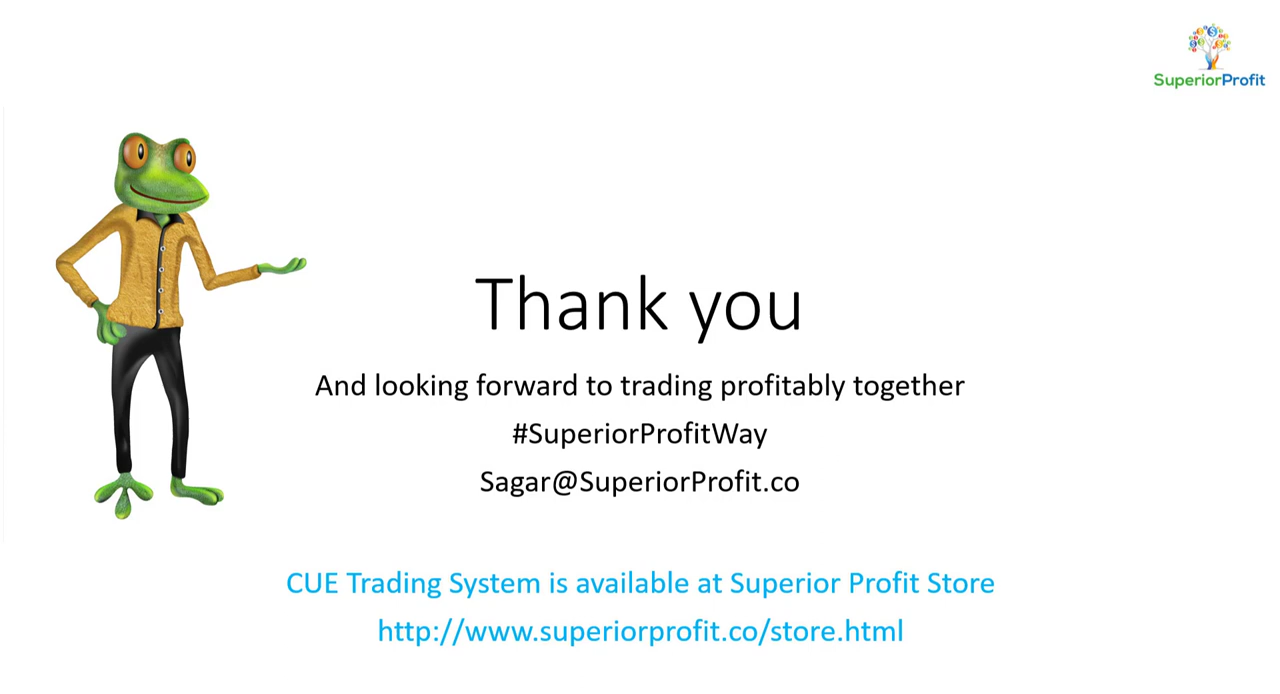 SuperiorProfit
Thank you
And looking forward to trading profitably together
#SuperiorProfitWay
Sagar@SuperiorProfit.co
CUE Trading System is available at Superior Profit Store
http://www.superiorprofit.co/store.html